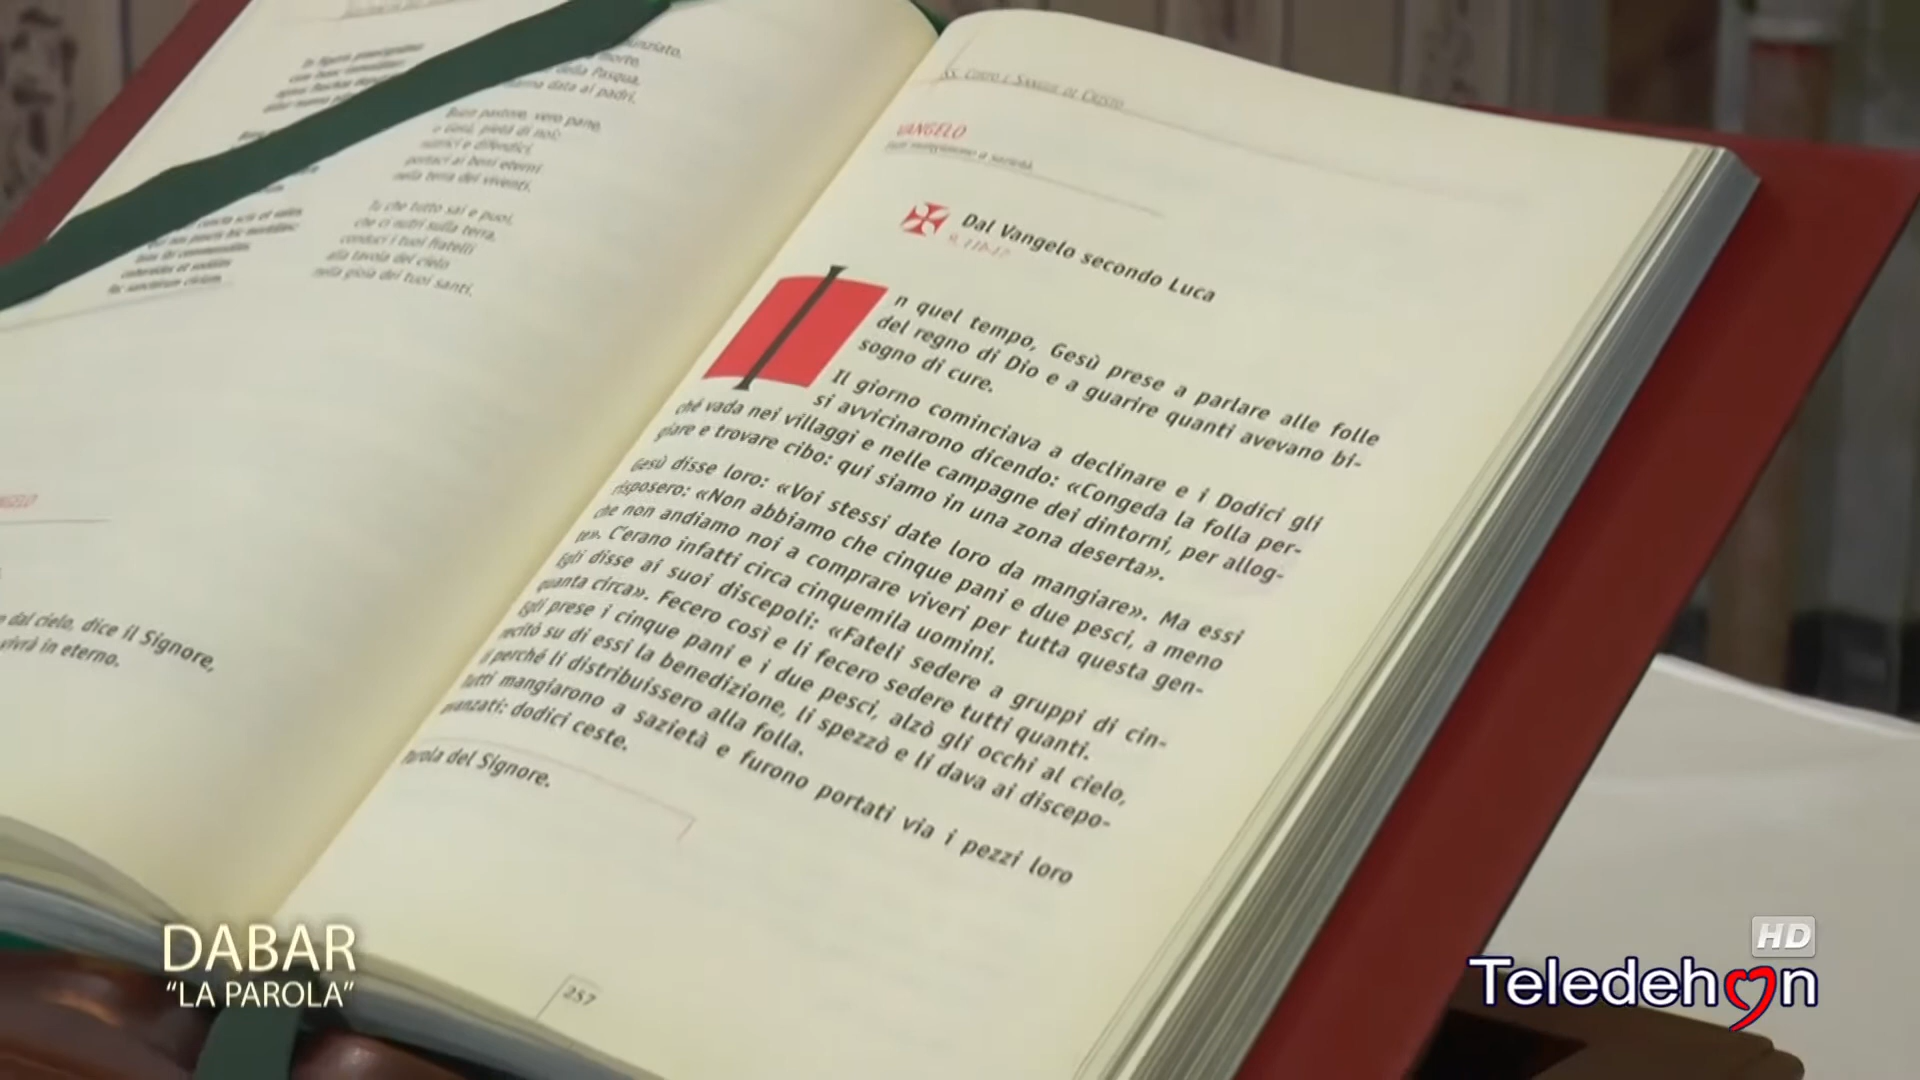 della Pasqua,
data ai padri.
Buon pastore, vero pane,
o Gesù, pietà di noi:
nutrici e difendici,
portaci ai beni eterni
nella terra dei viventi.
Tu che tutto sai e puoi,
che ci nutri sulla terra,
conduci i tuoi fratelli
alla tavola del cielo
nella gioia dei tuoi santi.
dal cielo, dice il Signore,
vivrà in eterno.
SS. Corpo e Sangue di Cristo
VANGELO
Tutti mangiarono a sazietà.
Dal Vangelo secondo Luca
9, 11b-17
In quel tempo, Gesù prese a parlare alle folle
del regno di Dio e a guarire quanti avevano bi-
sogno di cure.
Il giorno cominciava a declinare e i Dodici gli
si avvicinarono dicendo: «Congeda la folla per-
ché vada nei villaggi e nelle campagne dei dintorni, per allog-
giare e trovare cibo: qui siamo in una zona deserta».
Gesù disse loro: «Voi stessi date loro da mangiare». Ma essi
risposero: «Non abbiamo che cinque pani e due pesci, a meno
che non andiamo noi a comprare viveri per tutta questa gen-
te». C'erano infatti circa cinquemila uomini.
Egli disse ai suoi discepoli: «Fateli sedere a gruppi di cin-
quanta circa». Fecero così e li fecero sedere tutti quanti.
Egli prese i cinque pani e i due pesci, alzò gli occhi al cielo,
recitò su di essi la benedizione, li spezzò e li dava ai discepo-
li perché li distribuissero alla folla.
Tutti mangiarono a sazietà e furono portati via i pezzi loro
avanzati: dodici ceste.
Parola del Signore.
257
DABAR
"LA PAROLA"
HD
Teledehon